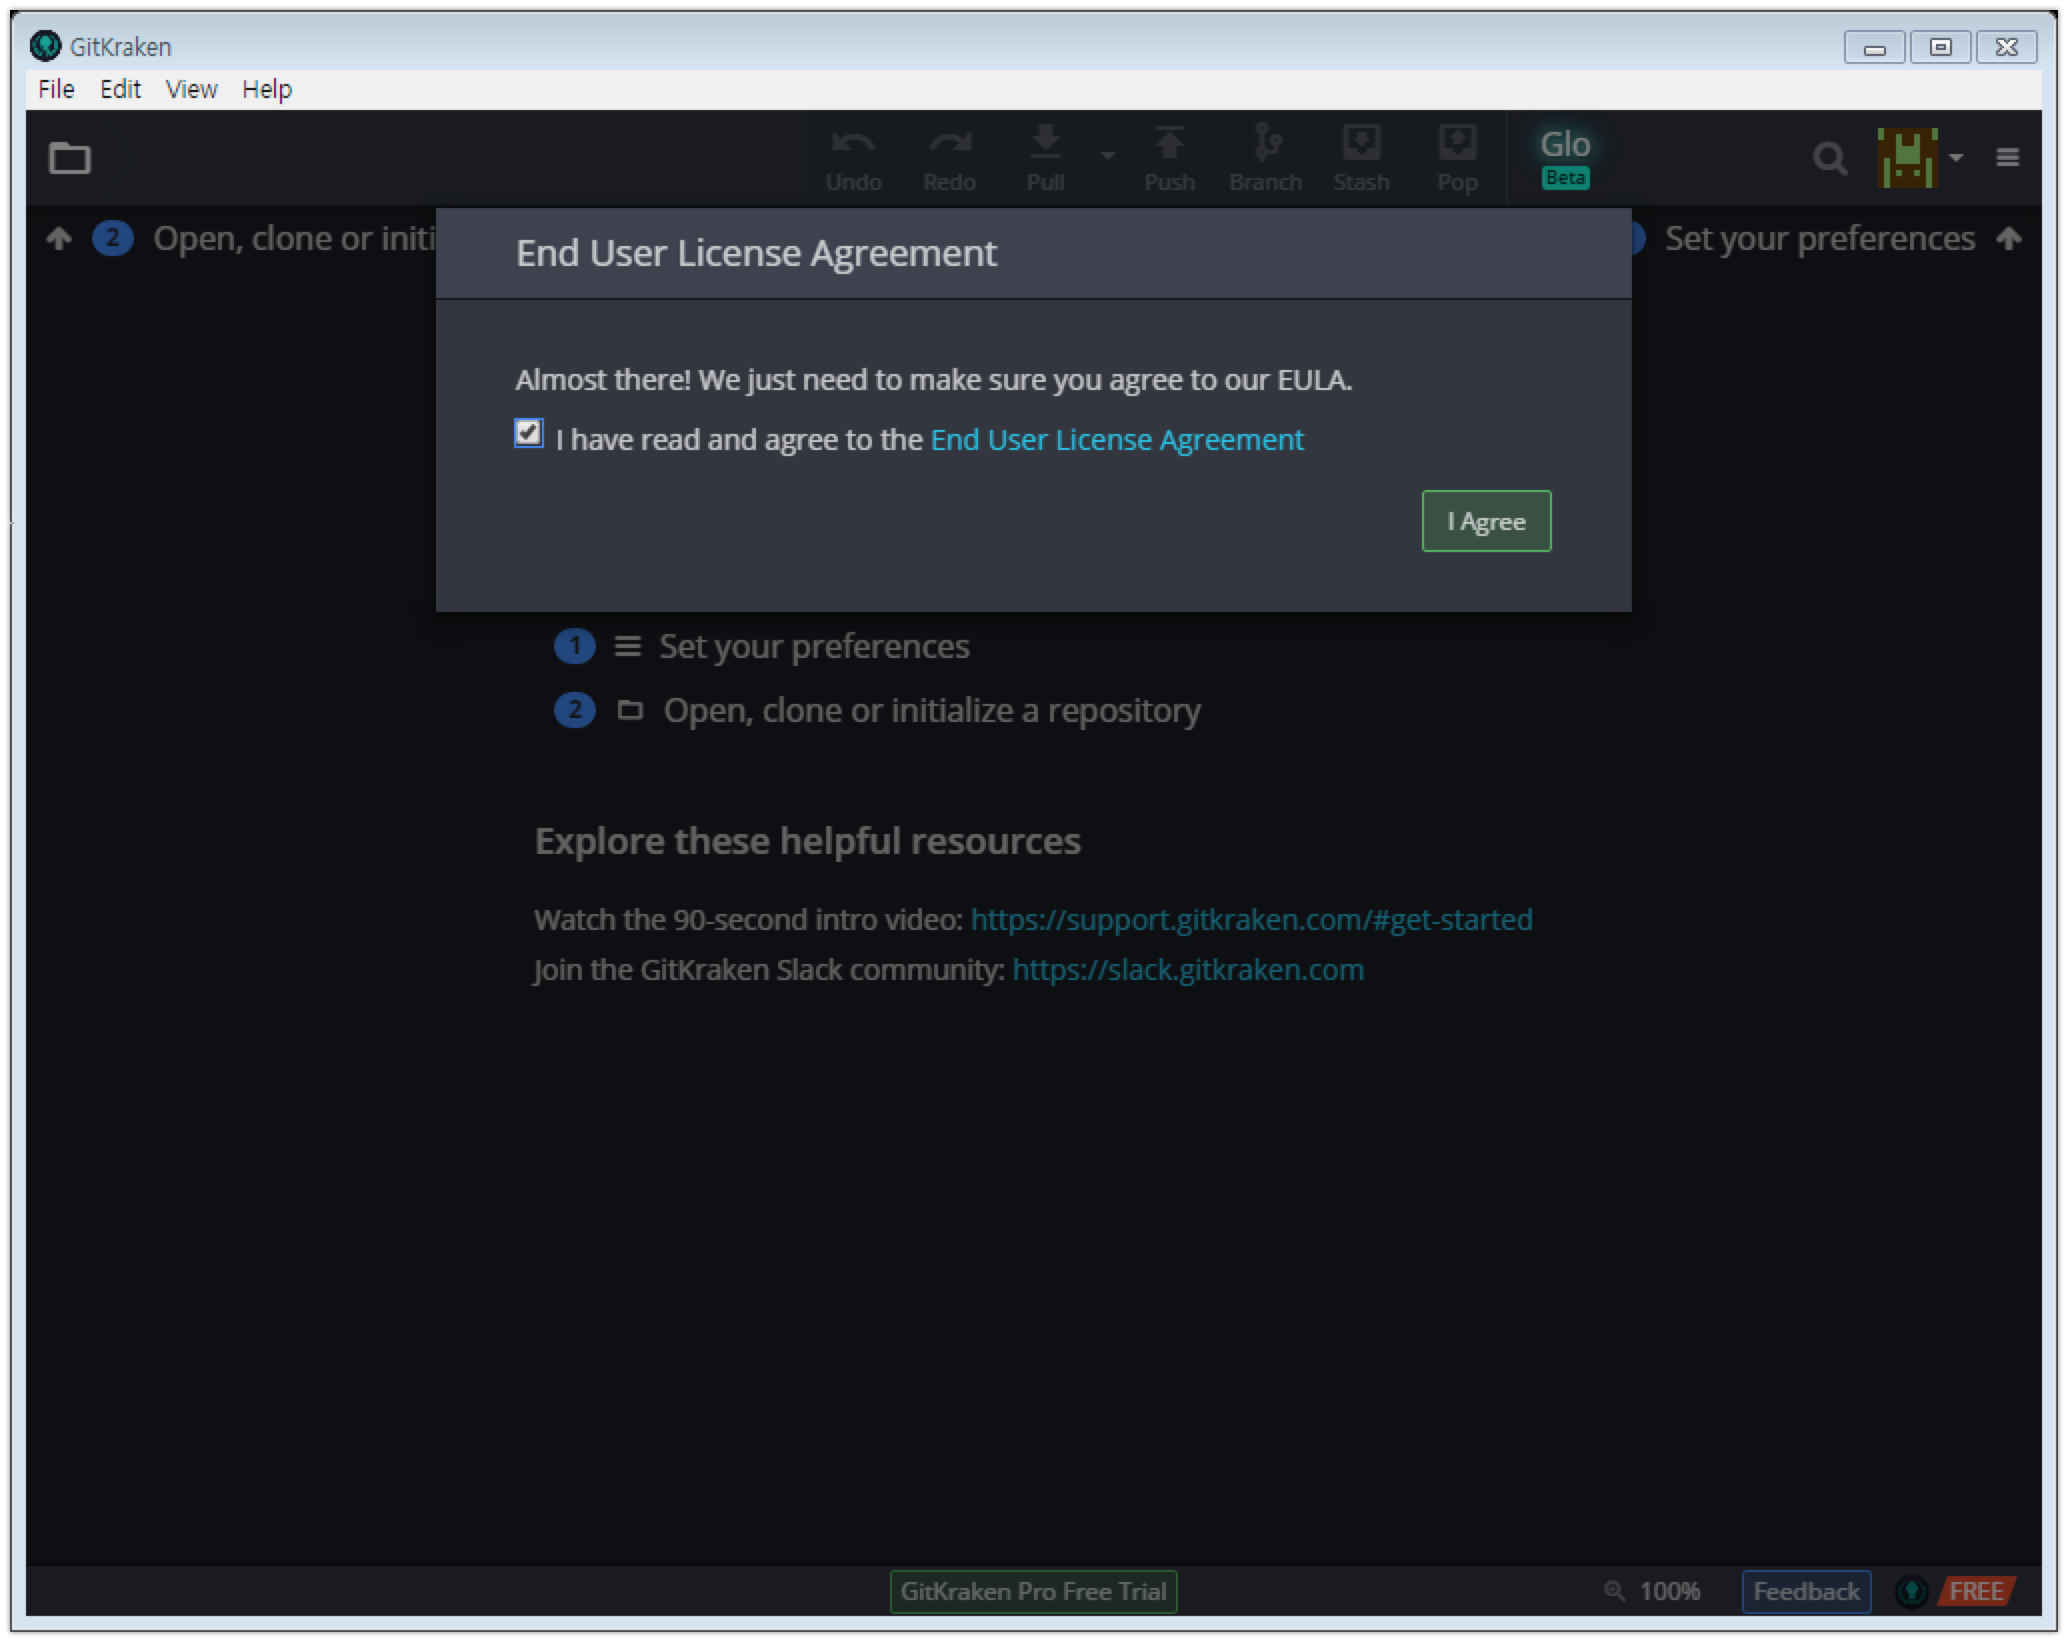 GitKraken
File Edit View Help
Undo Redo Pull Push Branch Stash Pop Glo
Beta
2 Open, clone or initi
Set your preferences
End User License Agreement
Almost there! We just need to make sure you agree to our EULA.
I have read and agree to the End User License Agreement
I Agree
1 Set your preferences
2 Open, clone or initialize a repository
Explore these helpful resources
Watch the 90-second intro video: https://support.gitkraken.com/#get-started
Join the GitKraken Slack community: https://slack.gitkraken.com
GitKraken Pro Free Trial 100% Feedback FREE